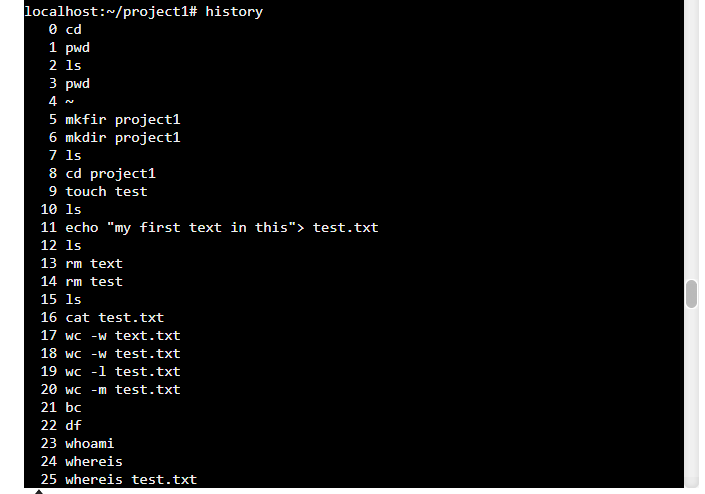 localhost:~/project1# history
0 cd
1 pwd
2 ls
3 pwd
4 ~
5 mkfir project1
6 mkdir project1
7 ls
8 cd project1
9 touch test
10 ls
11 echo "my first text in this"> test.txt
12 ls
13 rm text
14 rm test
15 ls
16 cat test.txt
17 wc -w text.txt
18 wc -w test.txt
19 wc -l test.txt
20 wc -m test.txt
21 bc
22 df
23 whoami
24 whereis
25 whereis test.txt